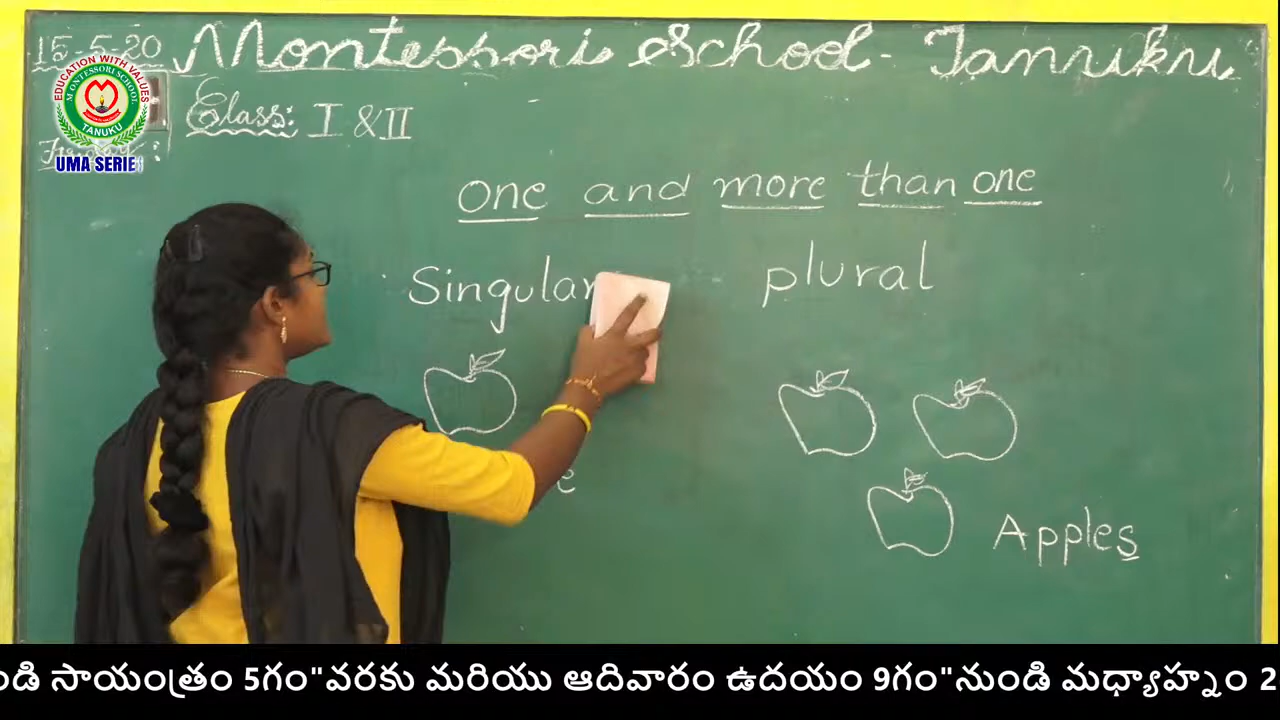 15-5-20 Montessori School - Tanuku
EDUCATION WITH VALUES
MONTESSORI SCHOOL
TANUKU
UMA SERIE
Class: I & II
one and more than one
Singular plural
e
Apples
ండి సాయంత్రం 5గం"వరకు మరియు ఆదివారం ఉదయం 9గం"నుండి మధ్యాహ్నం 2